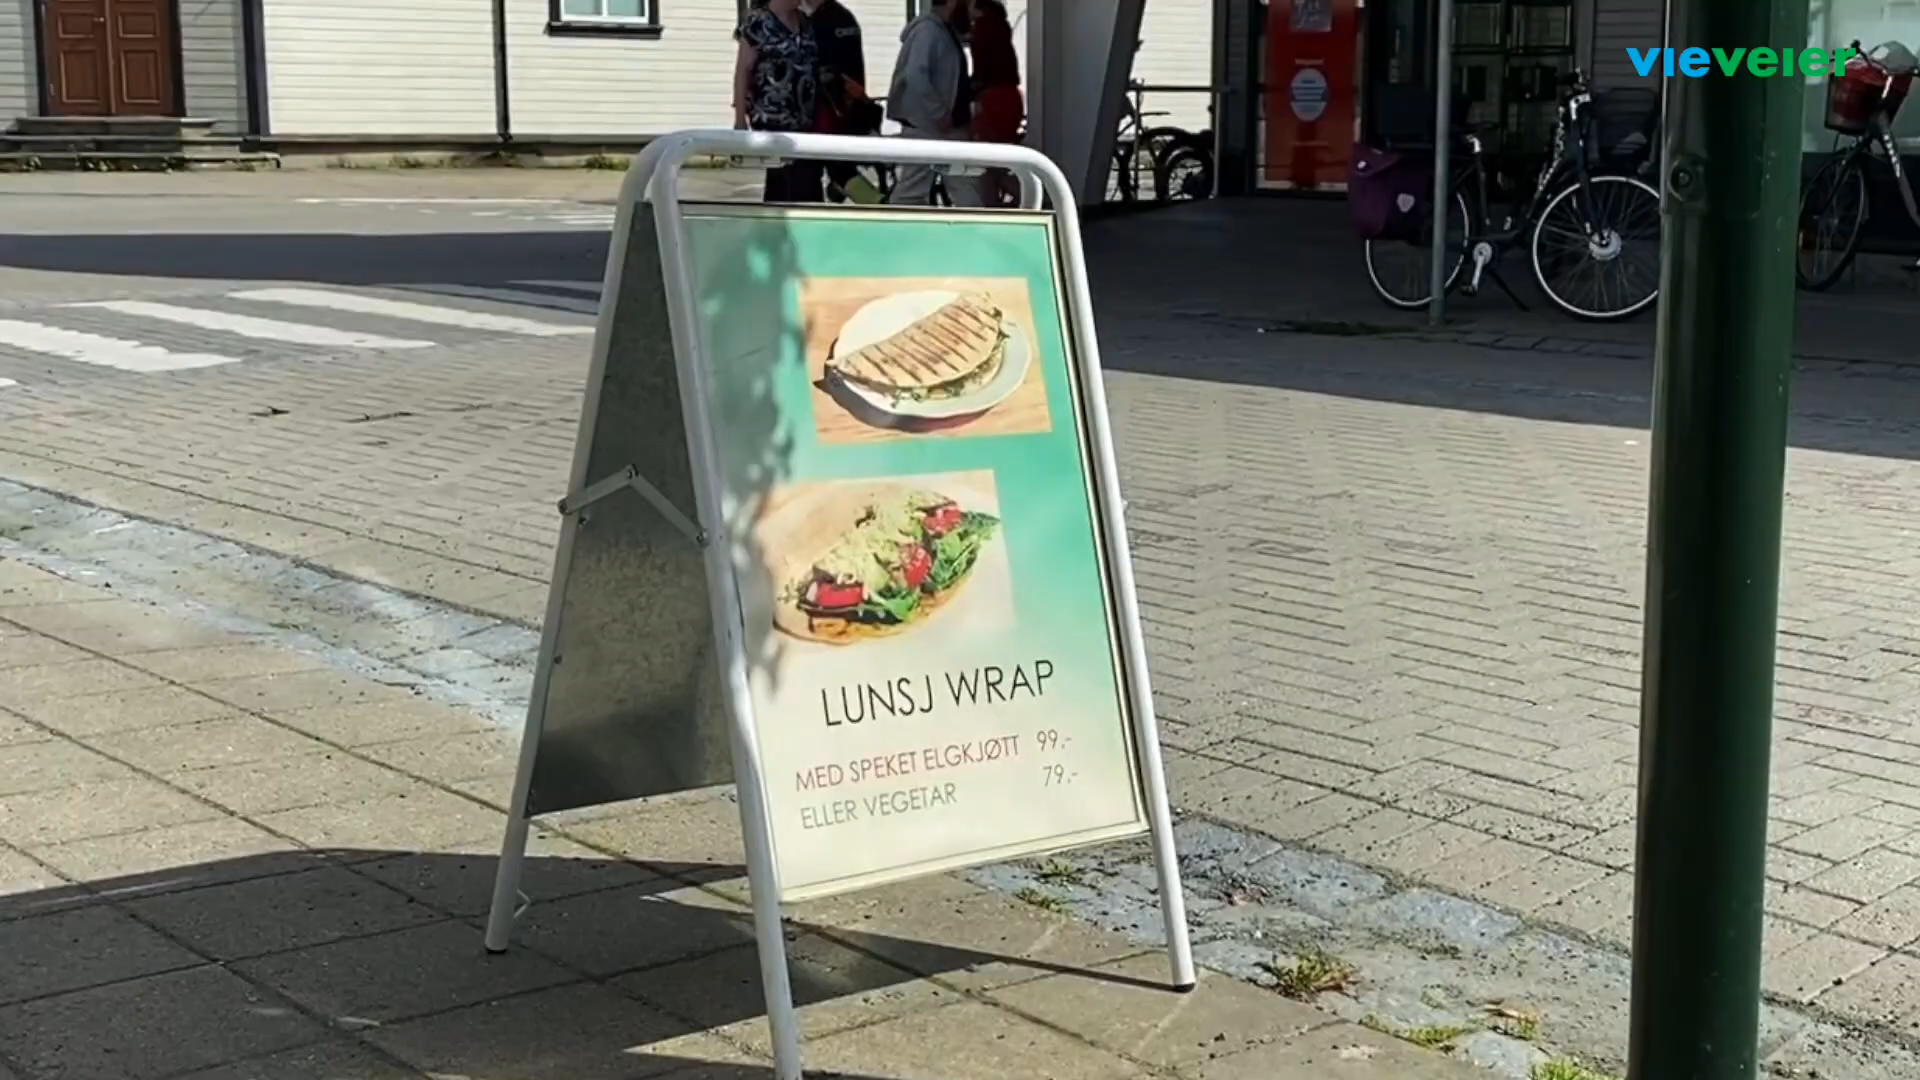 vieveier
LUNSJ WRAP
MED SPEKET ELGKJØTT 99,-
ELLER VEGETAR 79,-